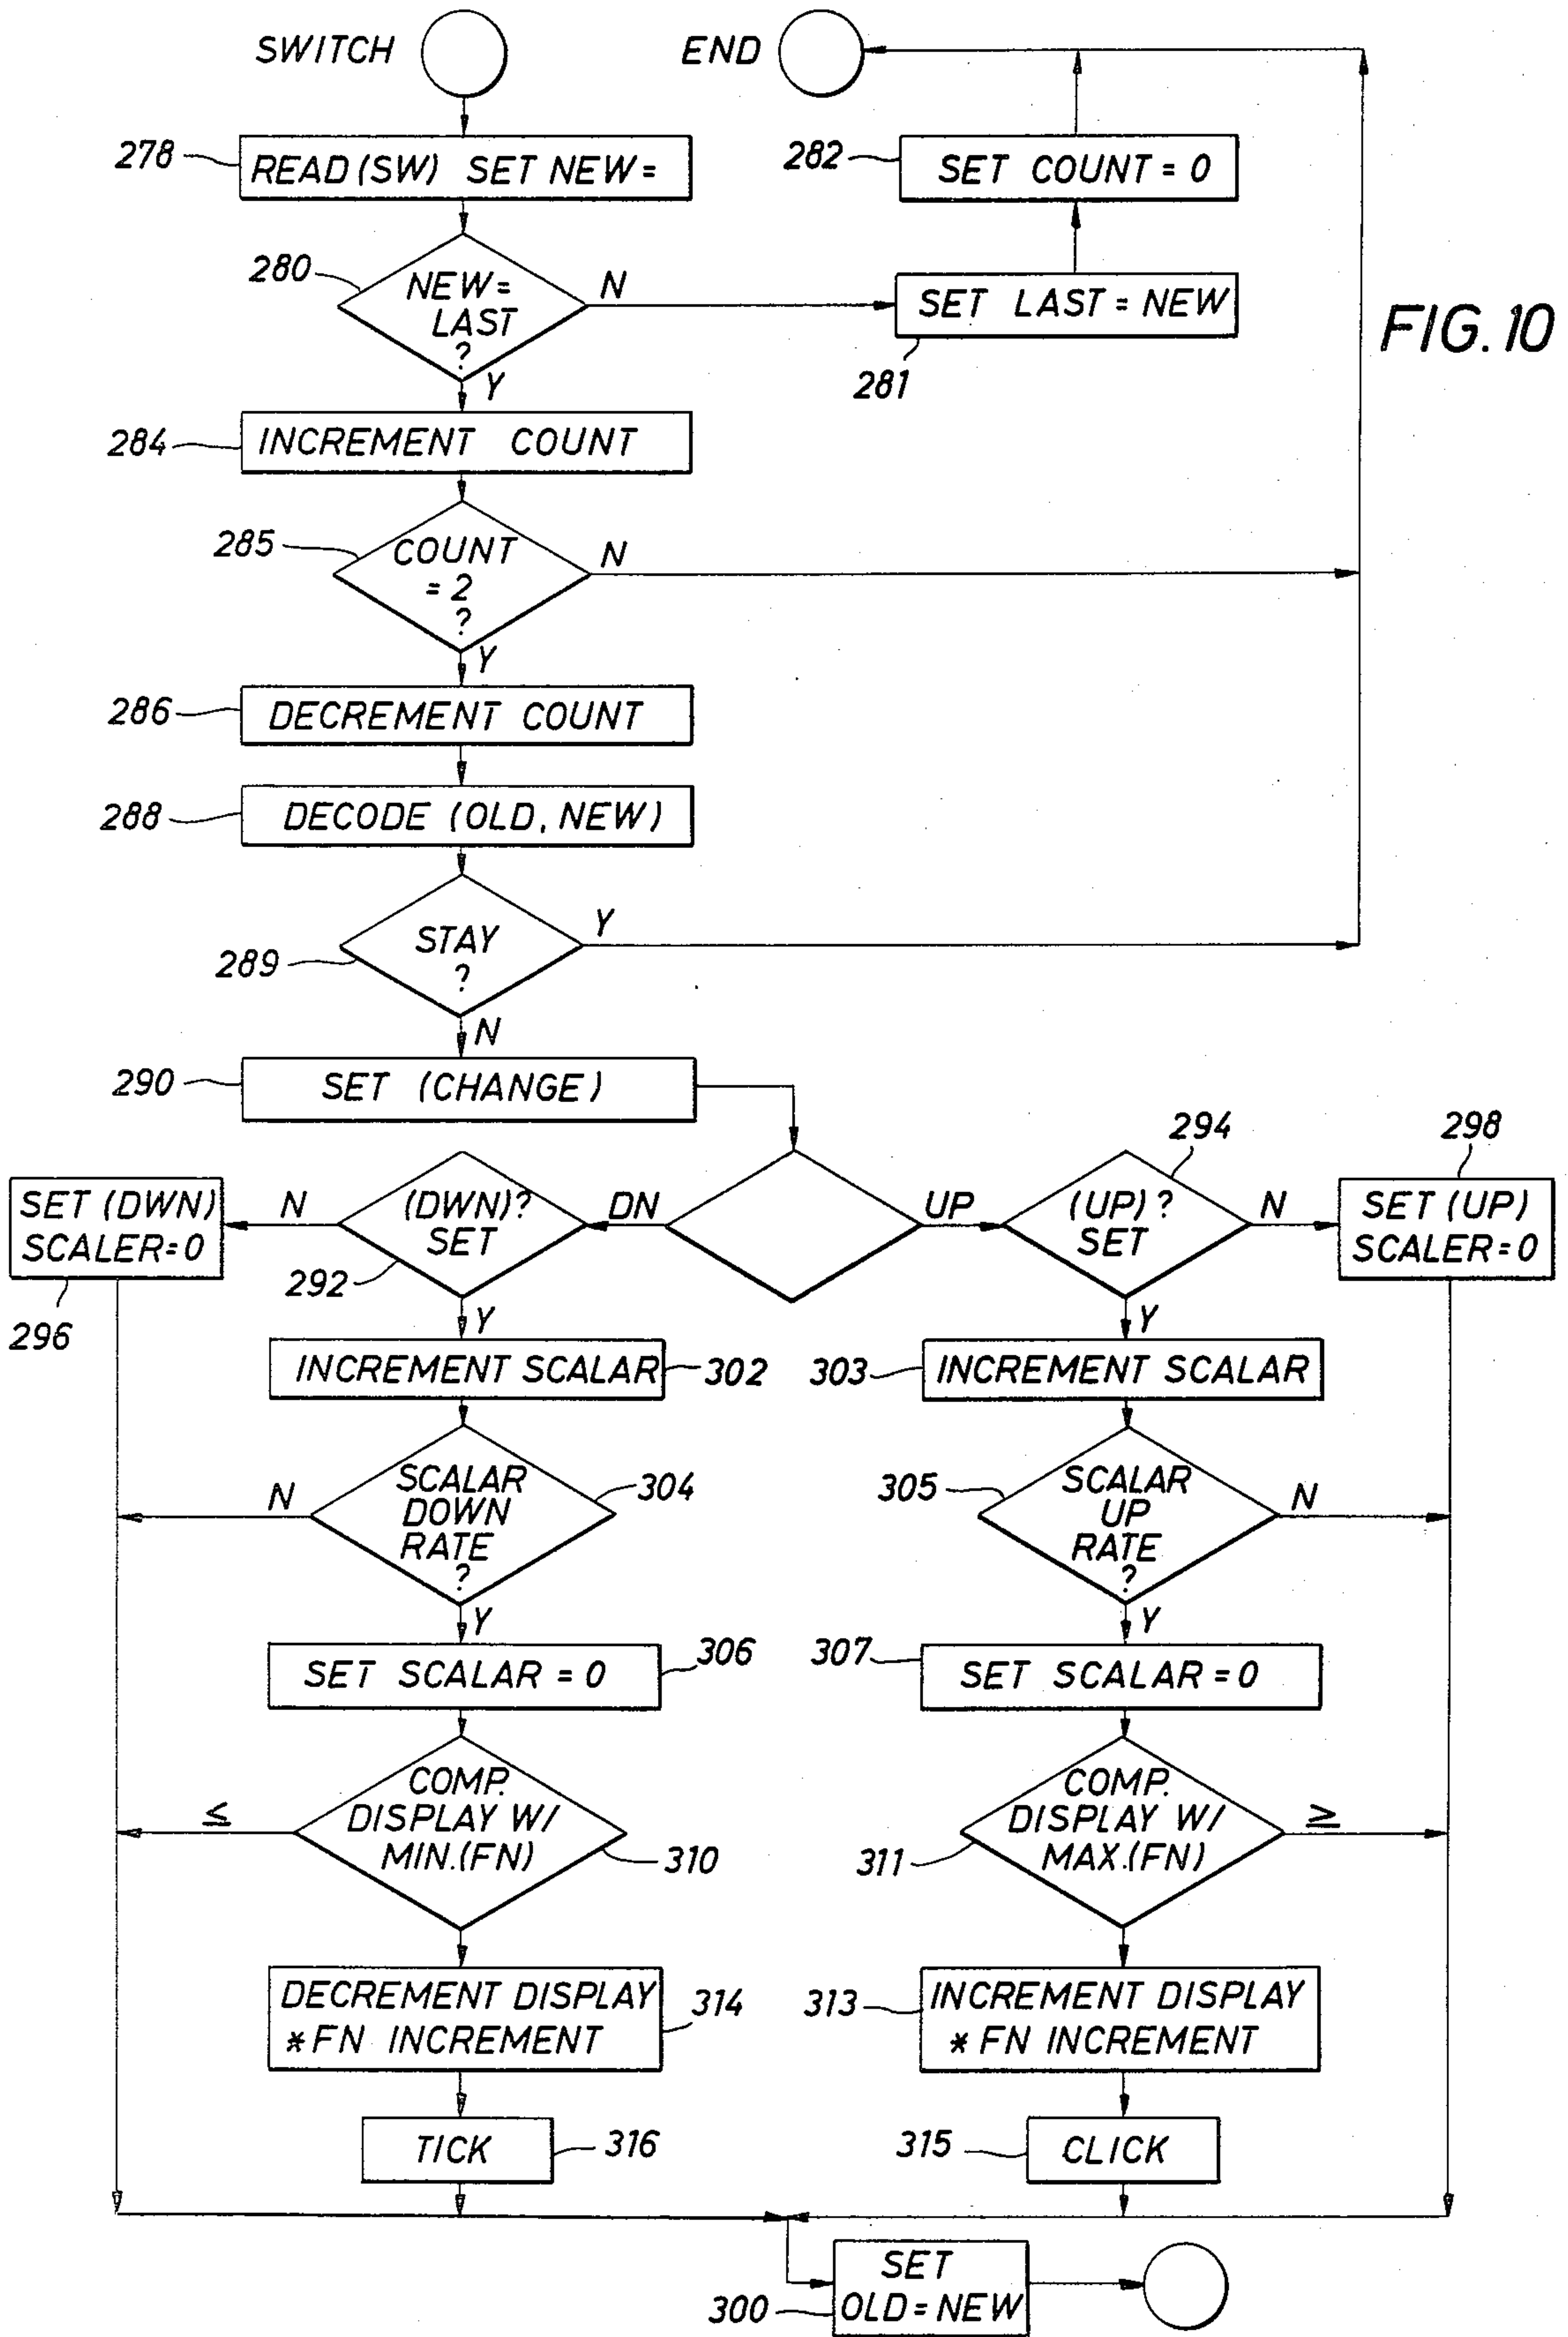 SWITCH
END
278
READ (SW) SET NEW =
282
SET COUNT = 0
280
NEW =
LAST
?
N
Y
SET LAST = NEW
281
FIG. 10
284
INCREMENT COUNT
285
COUNT
= 2
?
N
Y
286
DECREMENT COUNT
288
DECODE (OLD, NEW)
289
STAY
?
Y
N
290
SET (CHANGE)
294
298
SET (DWN)
SCALER=0
296
N
(DWN)?
SET
292
Y
DN
UP
(UP) ?
SET
N
Y
SET (UP)
SCALER=0
INCREMENT SCALAR
302
303
INCREMENT SCALAR
N
SCALAR
DOWN
RATE
?
304
Y
305
SCALAR
UP
RATE
?
N
Y
SET SCALAR = 0
306
307
SET SCALAR = 0
≤
COMP.
DISPLAY W/
MIN.(FN)
310
311
COMP.
DISPLAY W/
MAX.(FN)
≥
DECREMENT DISPLAY
* FN INCREMENT
314
313
INCREMENT DISPLAY
* FN INCREMENT
TICK
316
315
CLICK
300
SET
OLD = NEW